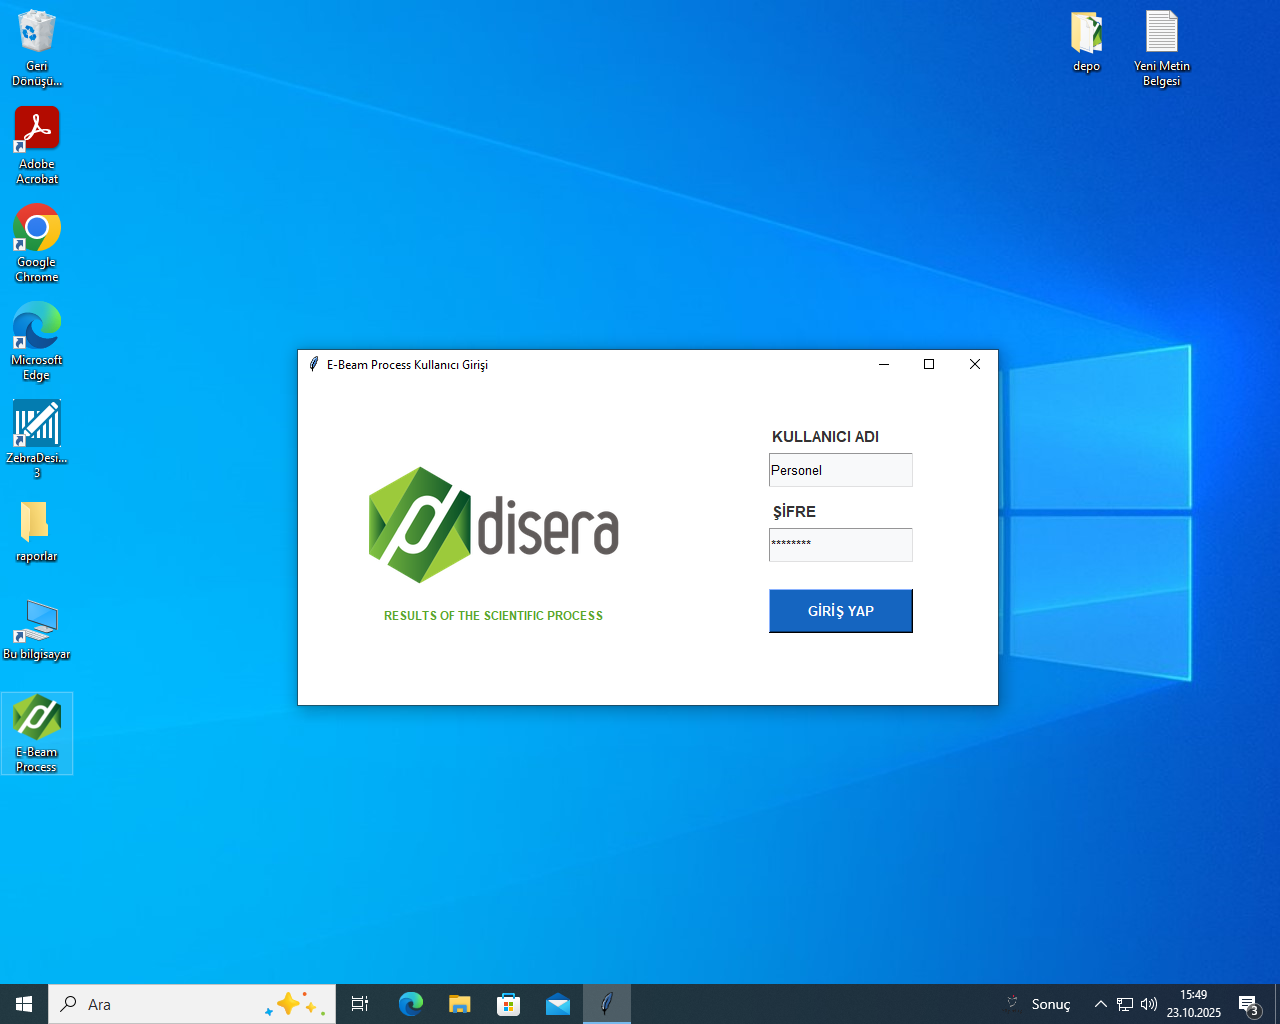 Geri
Dönüşü...
Adobe
Acrobat
Google
Chrome
Microsoft
Edge
ZebraDesi...
3
raporlar
Bu bilgisayar
E-Beam
Process
depo
Yeni Metin
Belgesi
E-Beam Process Kullanıcı Girişi
disera
RESULTS OF THE SCIENTIFIC PROCESS
KULLANICI ADI
Personel
ŞİFRE
********
GİRİŞ YAP
Ara
Sonuç
15:49
23.10.2025
3